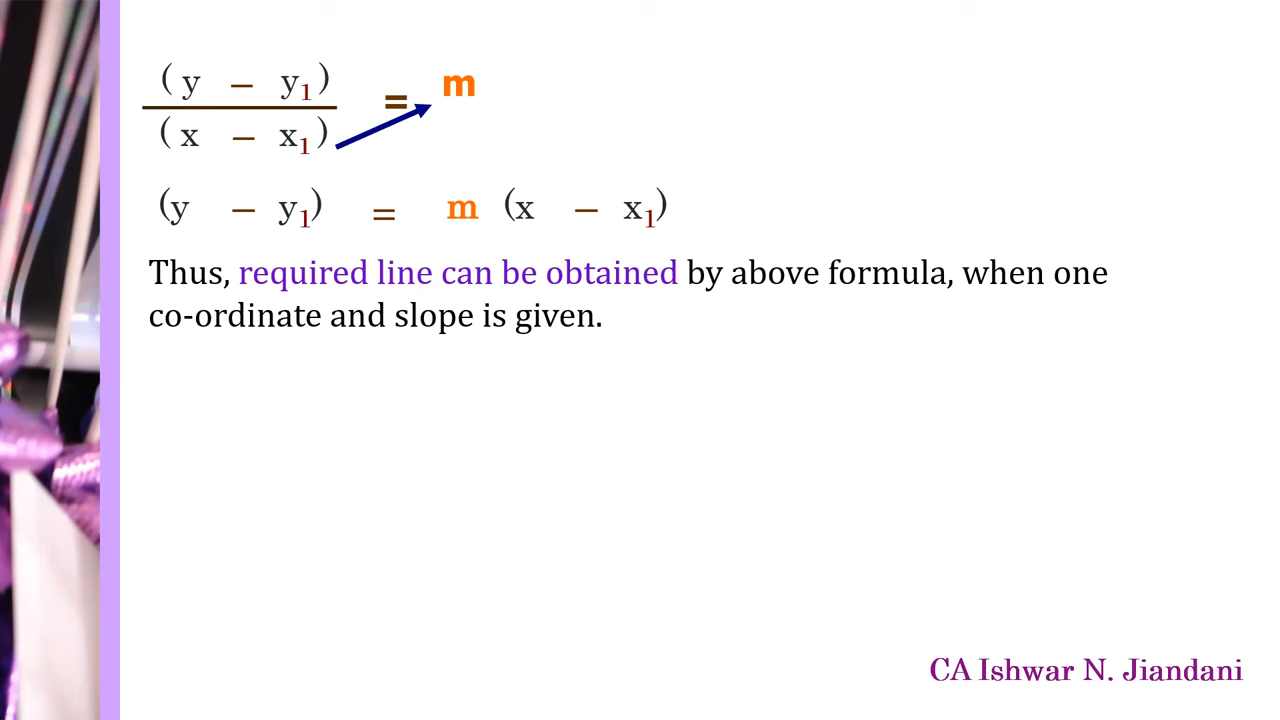 (y − y₁)
= m
(x − x₁)
(y − y₁) = m (x − x₁)
Thus, required line can be obtained by above formula, when one
co-ordinate and slope is given.
CA Ishwar N. Jiandani